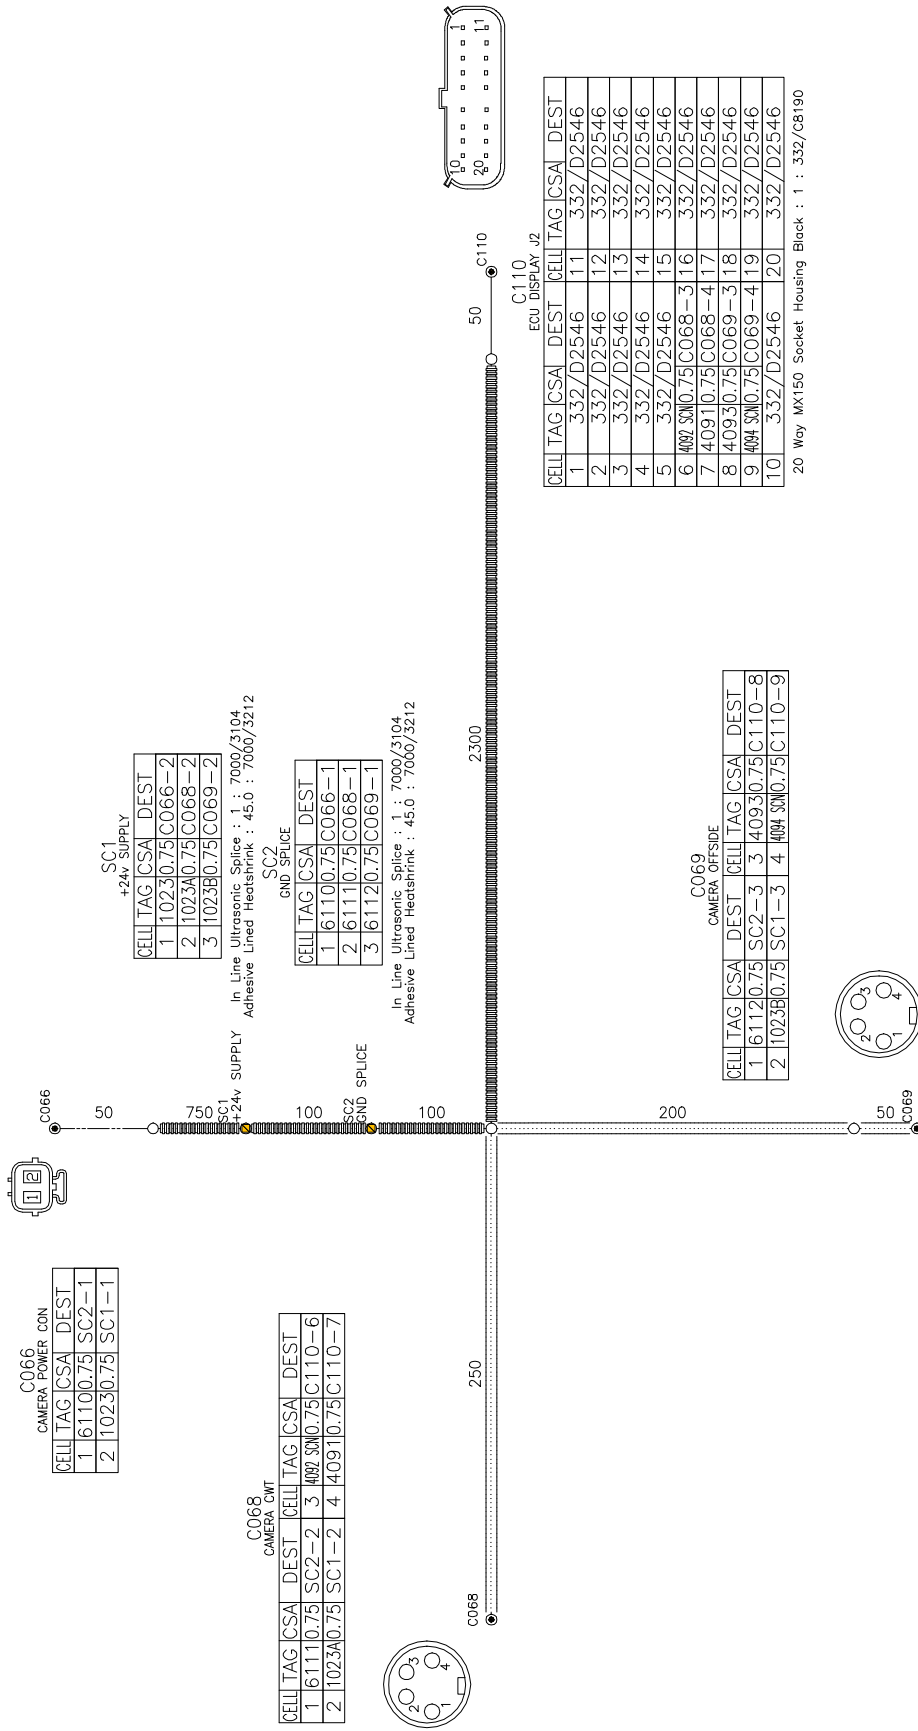 C066
CAMERA POWER CON
CELL TAG CSA DEST
1 6110 0.75 SC2-1
2 1023 0.75 SC1-1
1 2
C066
50
750
SC1
+24v SUPPLY
100
SC2
GND SPLICE
100
SC1
+24v SUPPLY
CELL TAG CSA DEST
1 1023 0.75 C066-2
2 1023A 0.75 C068-2
3 1023B 0.75 C069-2
In Line Ultrasonic Splice : 1 : 7000/3104
Adhesive Lined Heatshrink : 45.0 : 7000/3212
SC2
GND SPLICE
CELL TAG CSA DEST
1 6110 0.75 C066-1
2 6111 0.75 C068-1
3 6112 0.75 C069-1
In Line Ultrasonic Splice : 1 : 7000/3104
Adhesive Lined Heatshrink : 45.0 : 7000/3212
C068
CAMERA CWT
CELL TAG CSA DEST CELL TAG CSA DEST
1 6111 0.75 SC2-2 3 4092 SCN 0.75 C110-6
2 1023A 0.75 SC1-2 4 4091 0.75 C110-7
2 3
1 4
C068
250
2300
50
C110
10 1
20 11
C110
ECU DISPLAY J2
CELL TAG CSA DEST CELL TAG CSA DEST
1 332/D2546 11 332/D2546
2 332/D2546 12 332/D2546
3 332/D2546 13 332/D2546
4 332/D2546 14 332/D2546
5 332/D2546 15 332/D2546
6 4092 SCN 0.75 C068-3 16 332/D2546
7 4091 0.75 C068-4 17 332/D2546
8 4093 0.75 C069-3 18 332/D2546
9 4094 SCN 0.75 C069-4 19 332/D2546
10 332/D2546 20 332/D2546
20 Way MX150 Socket Housing Black : 1 : 332/C8190
200
50
C069
C069
CAMERA OFFSIDE
CELL TAG CSA DEST CELL TAG CSA DEST
1 6112 0.75 SC2-3 3 4093 0.75 C110-8
2 1023B 0.75 SC1-3 4 4094 SCN 0.75 C110-9
2 3
1 4